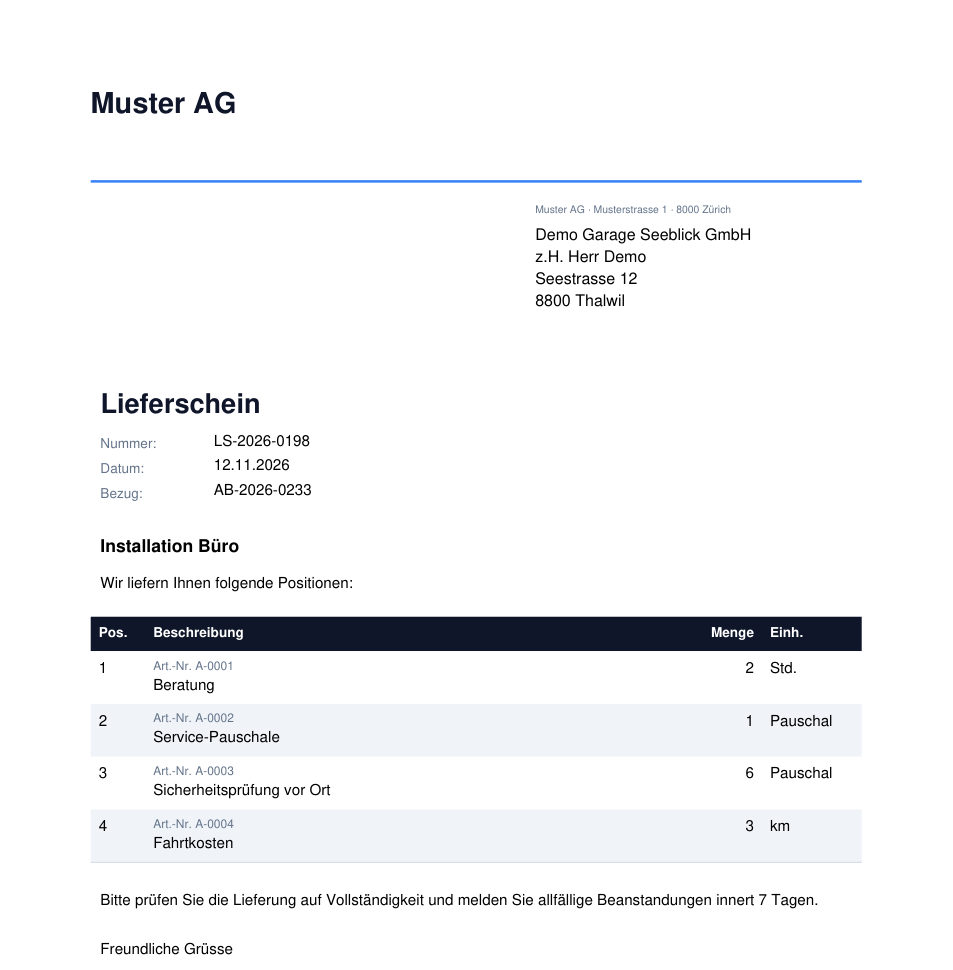 Muster AG
Muster AG · Musterstrasse 1 · 8000 Zürich
Demo Garage Seeblick GmbH
z.H. Herr Demo
Seestrasse 12
8800 Thalwil
Lieferschein
Nummer: LS-2026-0198
Datum: 12.11.2026
Bezug: AB-2026-0233
Installation Büro
Wir liefern Ihnen folgende Positionen:
Pos. Beschreibung Menge Einh.
1 Art.-Nr. A-0001 2 Std.
Beratung
2 Art.-Nr. A-0002 1 Pauschal
Service-Pauschale
3 Art.-Nr. A-0003 6 Pauschal
Sicherheitsprüfung vor Ort
4 Art.-Nr. A-0004 3 km
Fahrtkosten
Bitte prüfen Sie die Lieferung auf Vollständigkeit und melden Sie allfällige Beanstandungen innert 7 Tagen.
Freundliche Grüsse